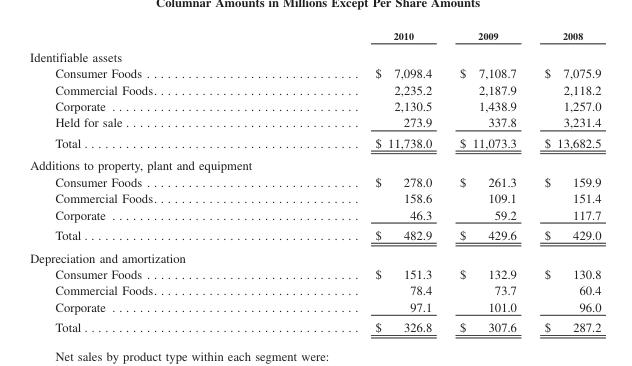 Columnar Amounts in Millions Except Per Share Amounts
2010 2009 2008
Identifiable assets
Consumer Foods . . . . . . . . . . . . . . . . . . . . . . . . . . . . . . . $ 7,098.4 $ 7,108.7 $ 7,075.9
Commercial Foods. . . . . . . . . . . . . . . . . . . . . . . . . . . . . . 2,235.2 2,187.9 2,118.2
Corporate . . . . . . . . . . . . . . . . . . . . . . . . . . . . . . . . . . . . 2,130.5 1,438.9 1,257.0
Held for sale . . . . . . . . . . . . . . . . . . . . . . . . . . . . . . . . . . 273.9 337.8 3,231.4
Total . . . . . . . . . . . . . . . . . . . . . . . . . . . . . . . . . . . . . . . . $ 11,738.0 $ 11,073.3 $ 13,682.5
Additions to property, plant and equipment
Consumer Foods . . . . . . . . . . . . . . . . . . . . . . . . . . . . . . . $ 278.0 $ 261.3 $ 159.9
Commercial Foods. . . . . . . . . . . . . . . . . . . . . . . . . . . . . . 158.6 109.1 151.4
Corporate . . . . . . . . . . . . . . . . . . . . . . . . . . . . . . . . . . . . 46.3 59.2 117.7
Total . . . . . . . . . . . . . . . . . . . . . . . . . . . . . . . . . . . . . . . . $ 482.9 $ 429.6 $ 429.0
Depreciation and amortization
Consumer Foods . . . . . . . . . . . . . . . . . . . . . . . . . . . . . . . $ 151.3 $ 132.9 $ 130.8
Commercial Foods. . . . . . . . . . . . . . . . . . . . . . . . . . . . . . 78.4 73.7 60.4
Corporate . . . . . . . . . . . . . . . . . . . . . . . . . . . . . . . . . . . . 97.1 101.0 96.0
Total . . . . . . . . . . . . . . . . . . . . . . . . . . . . . . . . . . . . . . . . $ 326.8 $ 307.6 $ 287.2
Net sales by product type within each segment were: